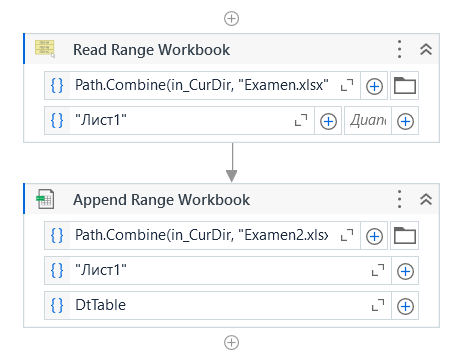 Read Range Workbook
Path.Combine(in_CurDir, "Examen.xlsx"
"Лист1"
Диапа
Append Range Workbook
Path.Combine(in_CurDir, "Examen2.xlsx
"Лист1"
DtTable